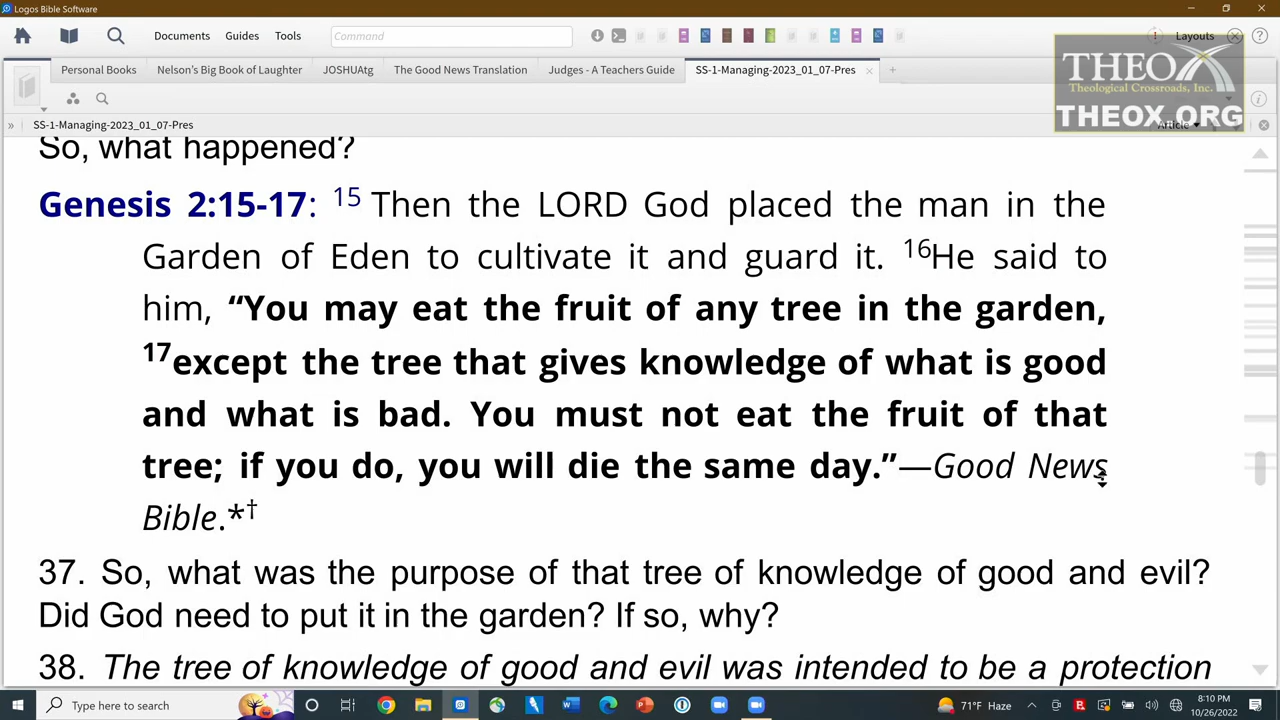 Logos Bible Software
Documents Guides Tools Command Layouts
THEOX
Theological Crossroads, Inc.
THEOX.ORG
Personal Books Nelson's Big Book of Laughter JOSHUAtg The Good News Translation Judges - A Teachers Guide SS-1-Managing-2023_01_07-Pres
SS-1-Managing-2023_01_07-Pres Article
So, what happened?
Genesis 2:15-17: 15 Then the LORD God placed the man in the
Garden of Eden to cultivate it and guard it. 16He said to
him, “You may eat the fruit of any tree in the garden,
17except the tree that gives knowledge of what is good
and what is bad. You must not eat the fruit of that
tree; if you do, you will die the same day.”—Good News
Bible.*†
37. So, what was the purpose of that tree of knowledge of good and evil?
Did God need to put it in the garden? If so, why?
38. The tree of knowledge of good and evil was intended to be a protection
Type here to search
71°F Haze
8:10 PM
10/26/2022